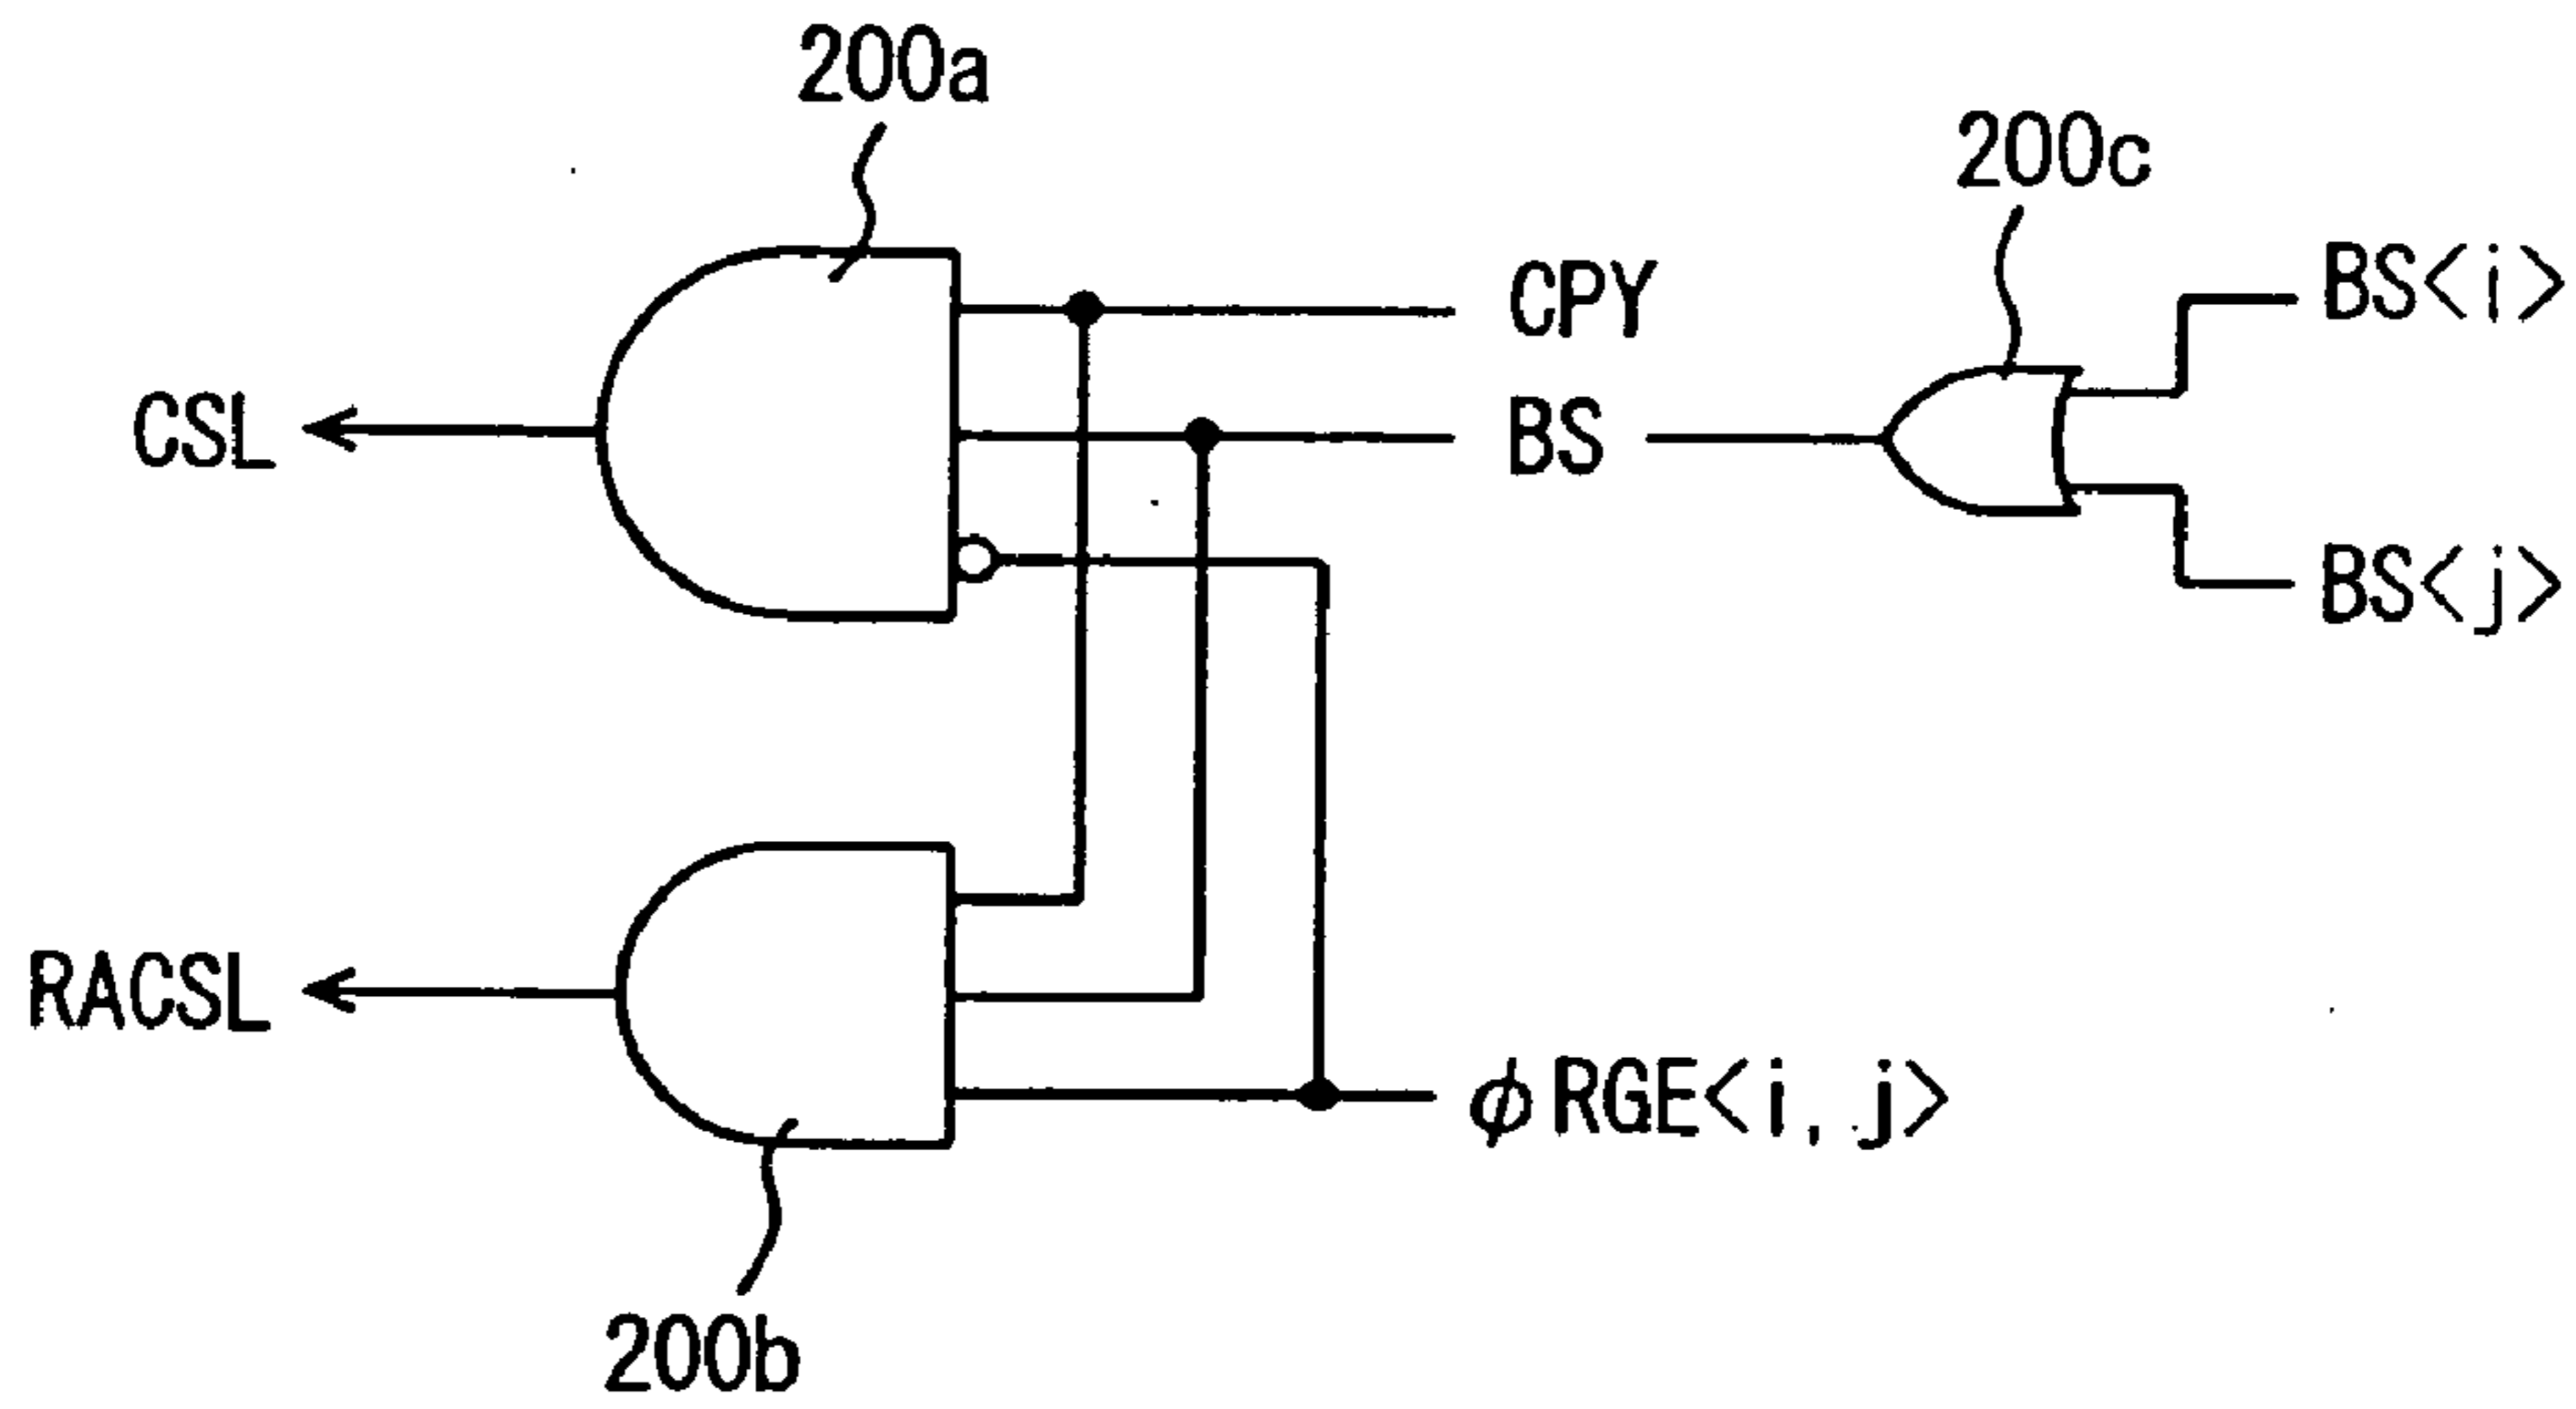 200a
200c
BS<i>
CPY
CSL
BS
BS<j>
RACSL
φRGE<i, j>
200b